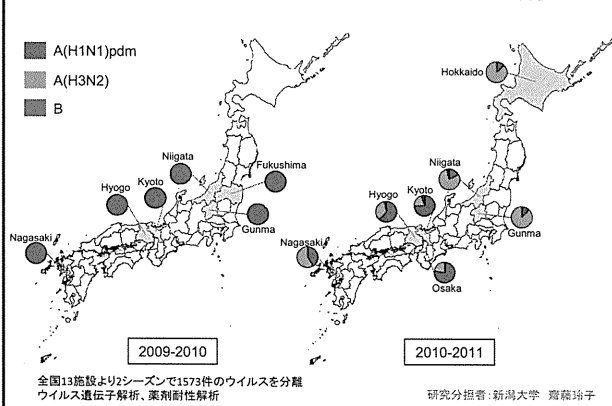 A(H1N1)pdm
A(H3N2)
B
Niigata
Kyoto
Hyogo
Fukushima
Gunma
Nagasaki
2009-2010
Hokkaido
Niigata
Kyoto
Hyogo
Gunma
Nagasaki
Osaka
2010-2011
全国13施設より2シーズンで1573件のウイルスを分離
ウイルス遺伝子解析、薬剤耐性解析
研究分担者:新潟大学 齋藤玲子